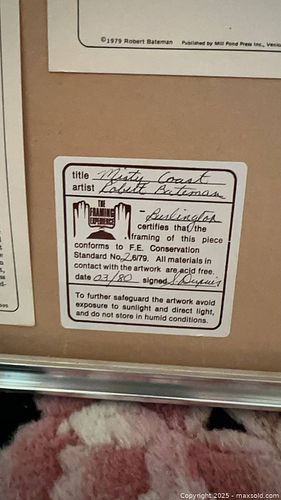 ©1979 Robert Bateman Published by Mill Pond Press Inc., Venic
title Misty Coast
artist Robert Bateman
THE FRAMING EXPERIENCE
- Burlington
certifies that the
framing of this piece
conforms to F.E. Conservation
Standard No. 26/79. All materials in
contact with the artwork are acid free.
date 03/80 signed
To further safeguard the artwork avoid
exposure to sunlight and direct light,
and do not store in humid conditions.
Copyright © 2025 - maxsold.com